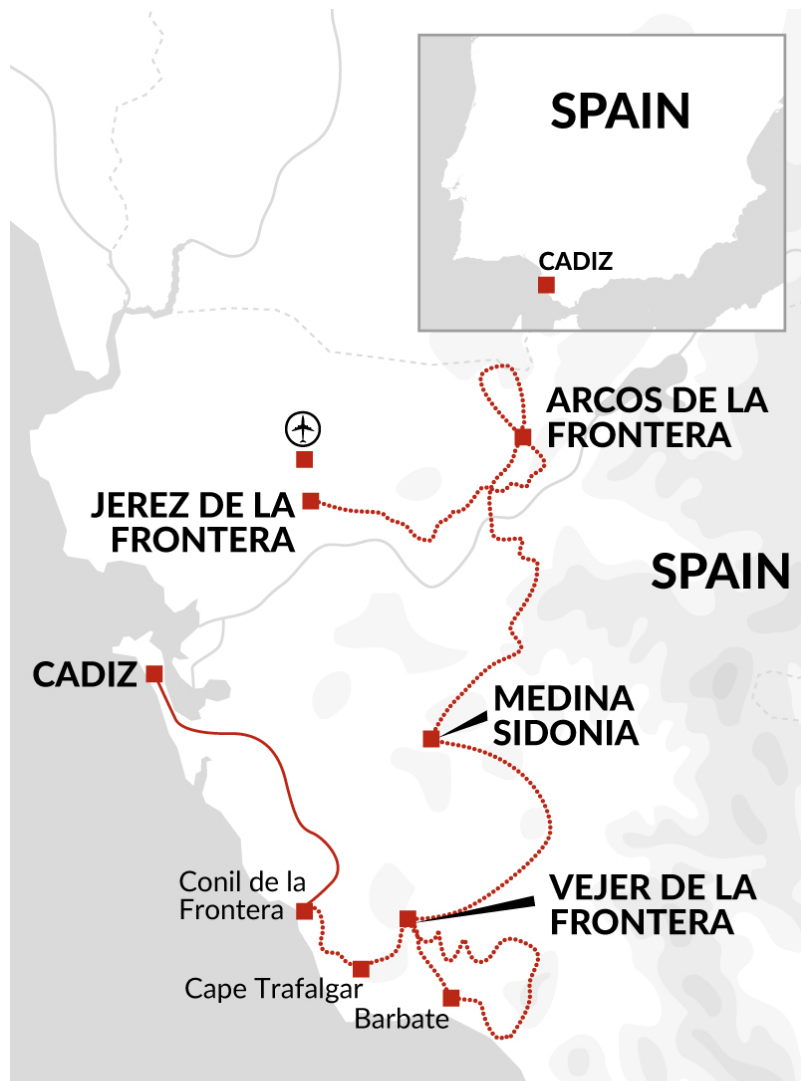 SPAIN
CADIZ
ARCOS DE LA
FRONTERA
JEREZ DE LA
FRONTERA
SPAIN
CADIZ
MEDINA
SIDONIA
Conil de la
Frontera
VEJER DE LA
FRONTERA
Cape Trafalgar
Barbate